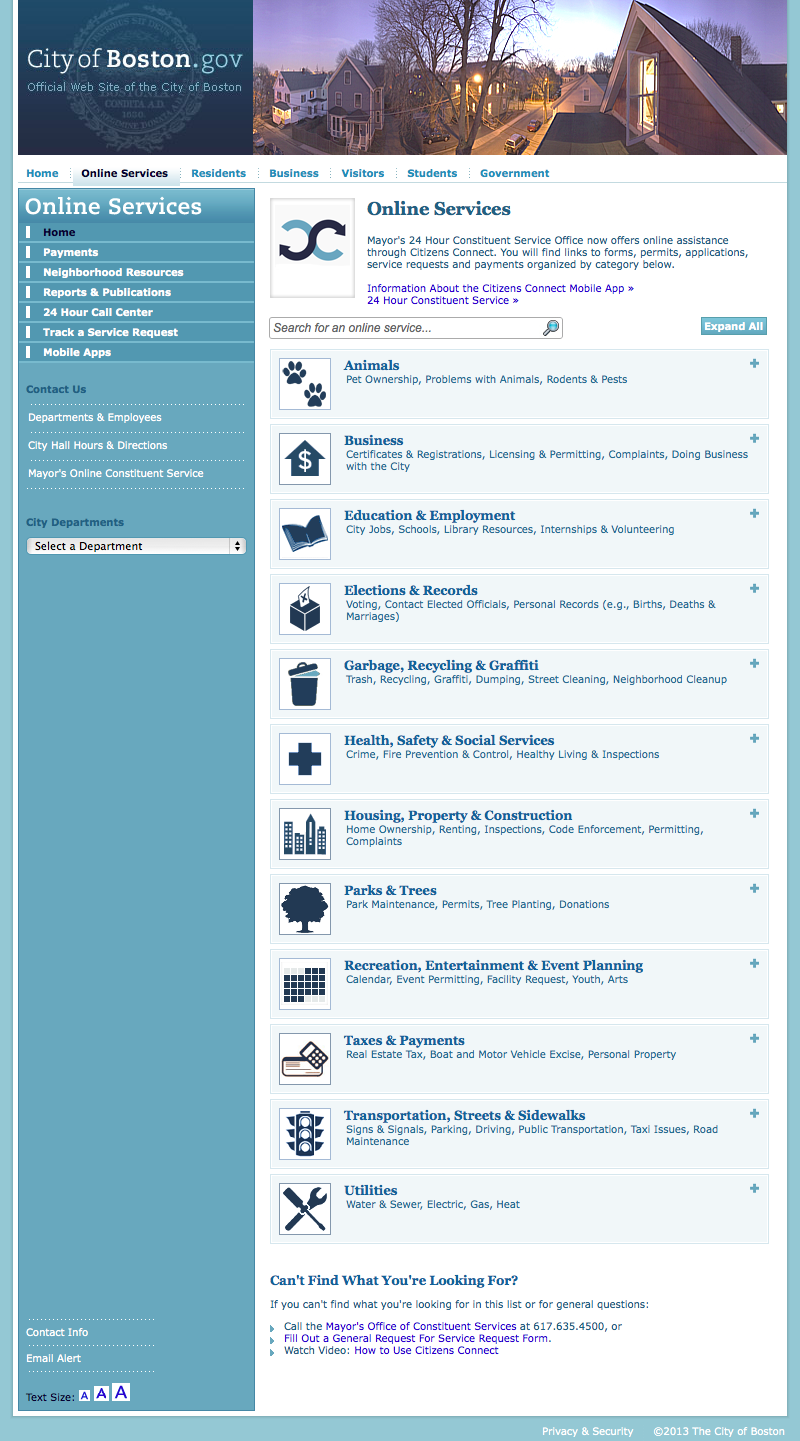 City of Boston.gov
Official Web Site of the City of Boston
Home Online Services Residents Business Visitors Students Government
Online Services
Home
Payments
Neighborhood Resources
Reports & Publications
24 Hour Call Center
Track a Service Request
Mobile Apps
Contact Us
Departments & Employees
City Hall Hours & Directions
Mayor's Online Constituent Service
City Departments
Select a Department
Contact Info
Email Alert
Text Size: A A A
Online Services
Mayor's 24 Hour Constituent Service Office now offers online assistance
through Citizens Connect. You will find links to forms, permits, applications,
service requests and payments organized by category below.
Information About the Citizens Connect Mobile App »
24 Hour Constituent Service »
Search for an online service...
Expand All
Animals
Pet Ownership, Problems with Animals, Rodents & Pests
Business
Certificates & Registrations, Licensing & Permitting, Complaints, Doing Business
with the City
Education & Employment
City Jobs, Schools, Library Resources, Internships & Volunteering
Elections & Records
Voting, Contact Elected Officials, Personal Records (e.g., Births, Deaths &
Marriages)
Garbage, Recycling & Graffiti
Trash, Recycling, Graffiti, Dumping, Street Cleaning, Neighborhood Cleanup
Health, Safety & Social Services
Crime, Fire Prevention & Control, Healthy Living & Inspections
Housing, Property & Construction
Home Ownership, Renting, Inspections, Code Enforcement, Permitting,
Complaints
Parks & Trees
Park Maintenance, Permits, Tree Planting, Donations
Recreation, Entertainment & Event Planning
Calendar, Event Permitting, Facility Request, Youth, Arts
Taxes & Payments
Real Estate Tax, Boat and Motor Vehicle Excise, Personal Property
Transportation, Streets & Sidewalks
Signs & Signals, Parking, Driving, Public Transportation, Taxi Issues, Road
Maintenance
Utilities
Water & Sewer, Electric, Gas, Heat
Can't Find What You're Looking For?
If you can't find what you're looking for in this list or for general questions:
Call the Mayor's Office of Constituent Services at 617.635.4500, or
Fill Out a General Request For Service Request Form.
Watch Video: How to Use Citizens Connect
Privacy & Security ©2013 The City of Boston